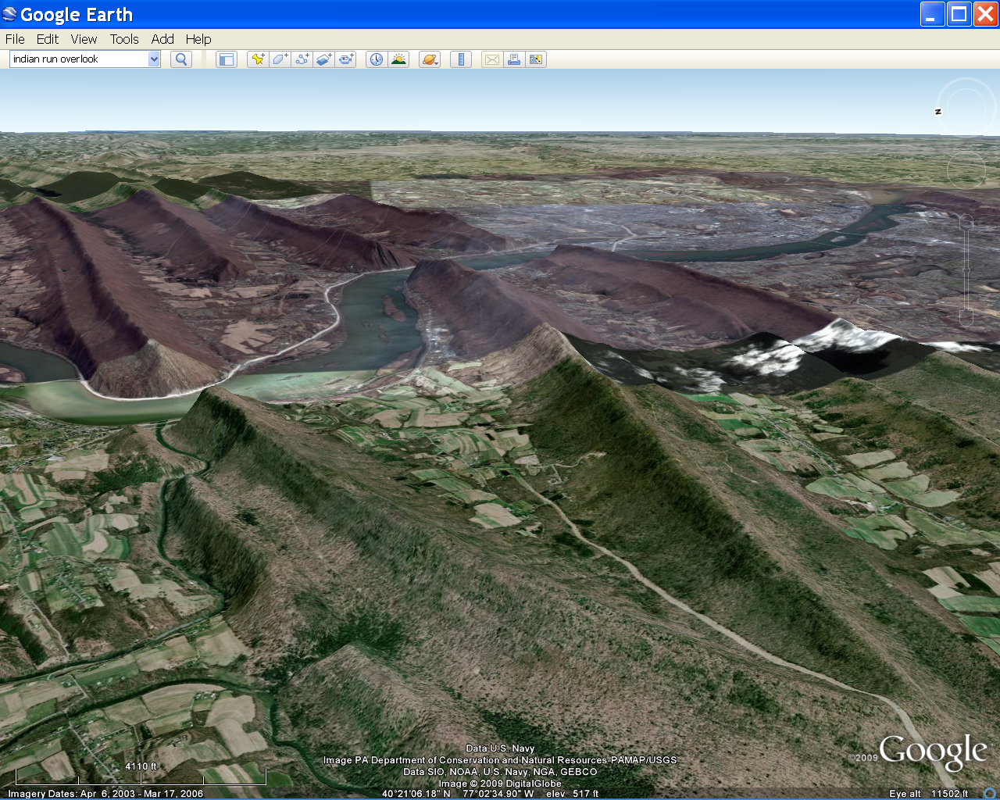 Google Earth
File Edit View Tools Add Help
indian run overlook
N
4110 ft
Data U.S. Navy
Image PA Department of Conservation and Natural Resources-PAMAP/USGS
Data SIO, NOAA, U.S. Navy, NGA, GEBCO
Image © 2009 DigitalGlobe
©2009 Google
Imagery Dates: Apr 6, 2003 - Mar 17, 2006
40°21'06.18" N 77°02'34.90" W elev 517 ft
Eye alt 11502 ft